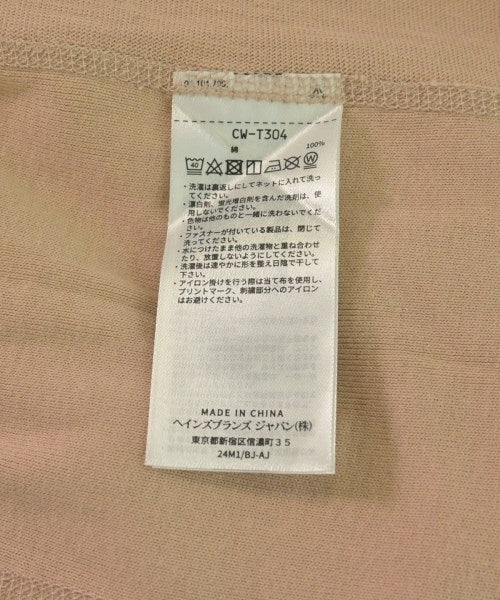 CW-T304
綿 100%
40 W
・洗濯は裏返しにしてネットに入れて洗っ
てください。
・漂白剤、蛍光増白剤を含んだ洗剤は、使
用しないでください。
・色物は他のものと一緒に洗わないでくだ
さい。
・ファスナーが付いている製品は、閉じて
洗ってください。
・水につけたまま他の洗濯物と重ね合わせ
たり、放置しないようにしてください。
・洗濯後は速やかに形を整え日陰で干して
下さい。
・アイロン掛けを行う際は当て布を使用し、
プリントマーク、刺繍部分へのアイロン
はお避けください。
MADE IN CHINA
ヘインズブランズ ジャパン(株)
東京都新宿区信濃町35
24M1/BJ-AJ